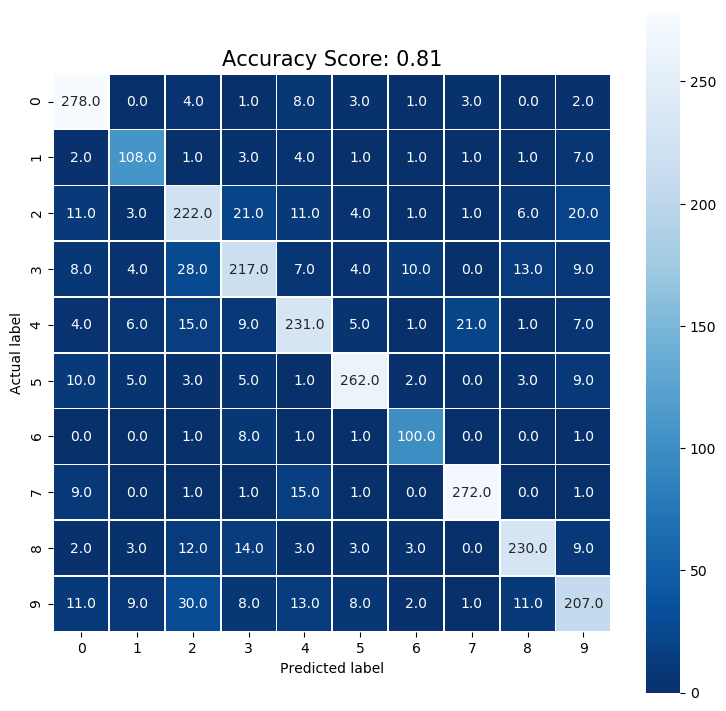 Accuracy Score: 0.81
0 278.0 0.0 4.0 1.0 8.0 3.0 1.0 3.0 0.0 2.0
1 2.0 108.0 1.0 3.0 4.0 1.0 1.0 1.0 1.0 7.0
2 11.0 3.0 222.0 21.0 11.0 4.0 1.0 1.0 6.0 20.0
3 8.0 4.0 28.0 217.0 7.0 4.0 10.0 0.0 13.0 9.0
4 4.0 6.0 15.0 9.0 231.0 5.0 1.0 21.0 1.0 7.0
5 10.0 5.0 3.0 5.0 1.0 262.0 2.0 0.0 3.0 9.0
6 0.0 0.0 1.0 8.0 1.0 1.0 100.0 0.0 0.0 1.0
7 9.0 0.0 1.0 1.0 15.0 1.0 0.0 272.0 0.0 1.0
8 2.0 3.0 12.0 14.0 3.0 3.0 3.0 0.0 230.0 9.0
9 11.0 9.0 30.0 8.0 13.0 8.0 2.0 1.0 11.0 207.0
0 1 2 3 4 5 6 7 8 9
Predicted label
Actual label
250
200
150
100
50
0